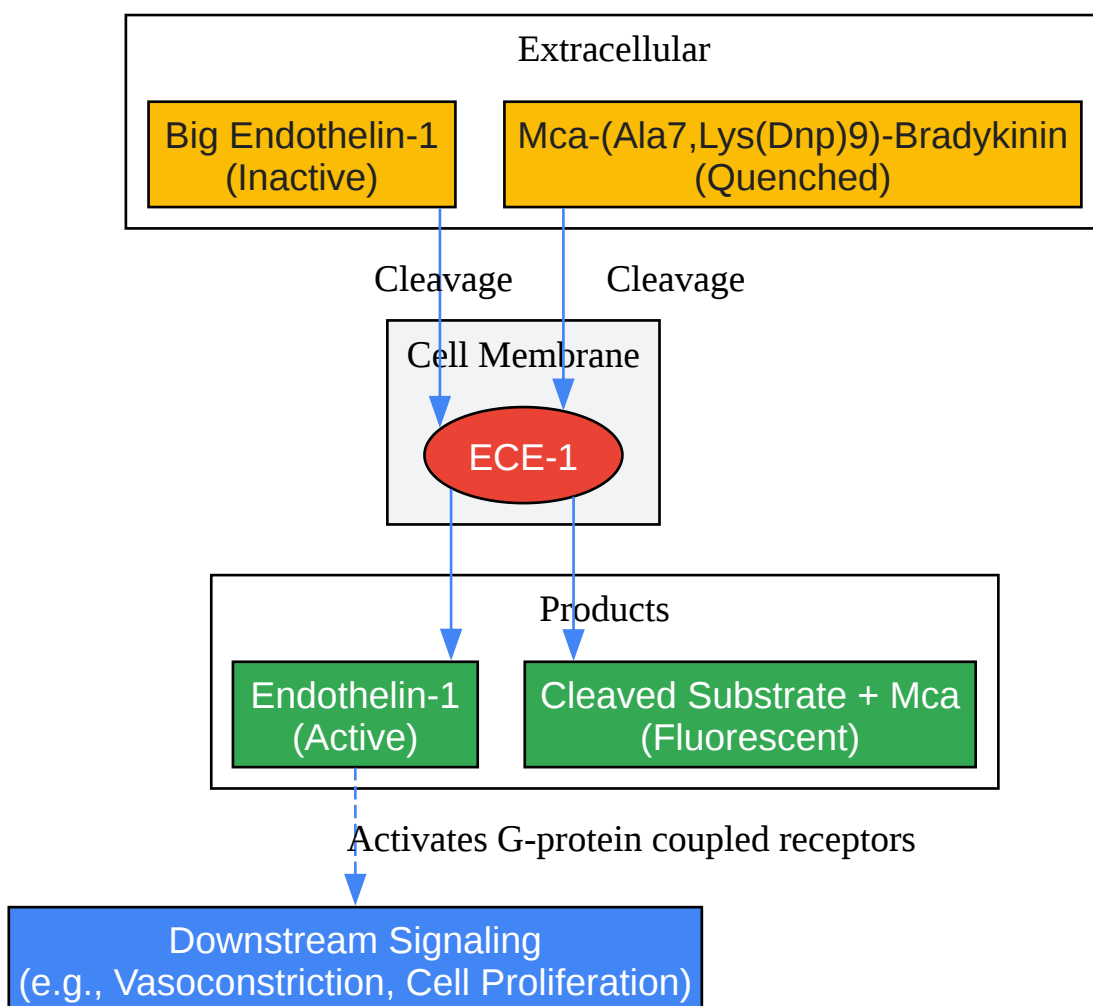 Extracellular
Big Endothelin-1
(Inactive)
Mca-(Ala7,Lys(Dnp)9)-Bradykinin
(Quenched)
Cleavage
Cleavage
Cell Membrane
ECE-1
Products
Endothelin-1
(Active)
Cleaved Substrate + Mca
(Fluorescent)
Activates G-protein coupled receptors
Downstream Signaling
(e.g., Vasoconstriction, Cell Proliferation)